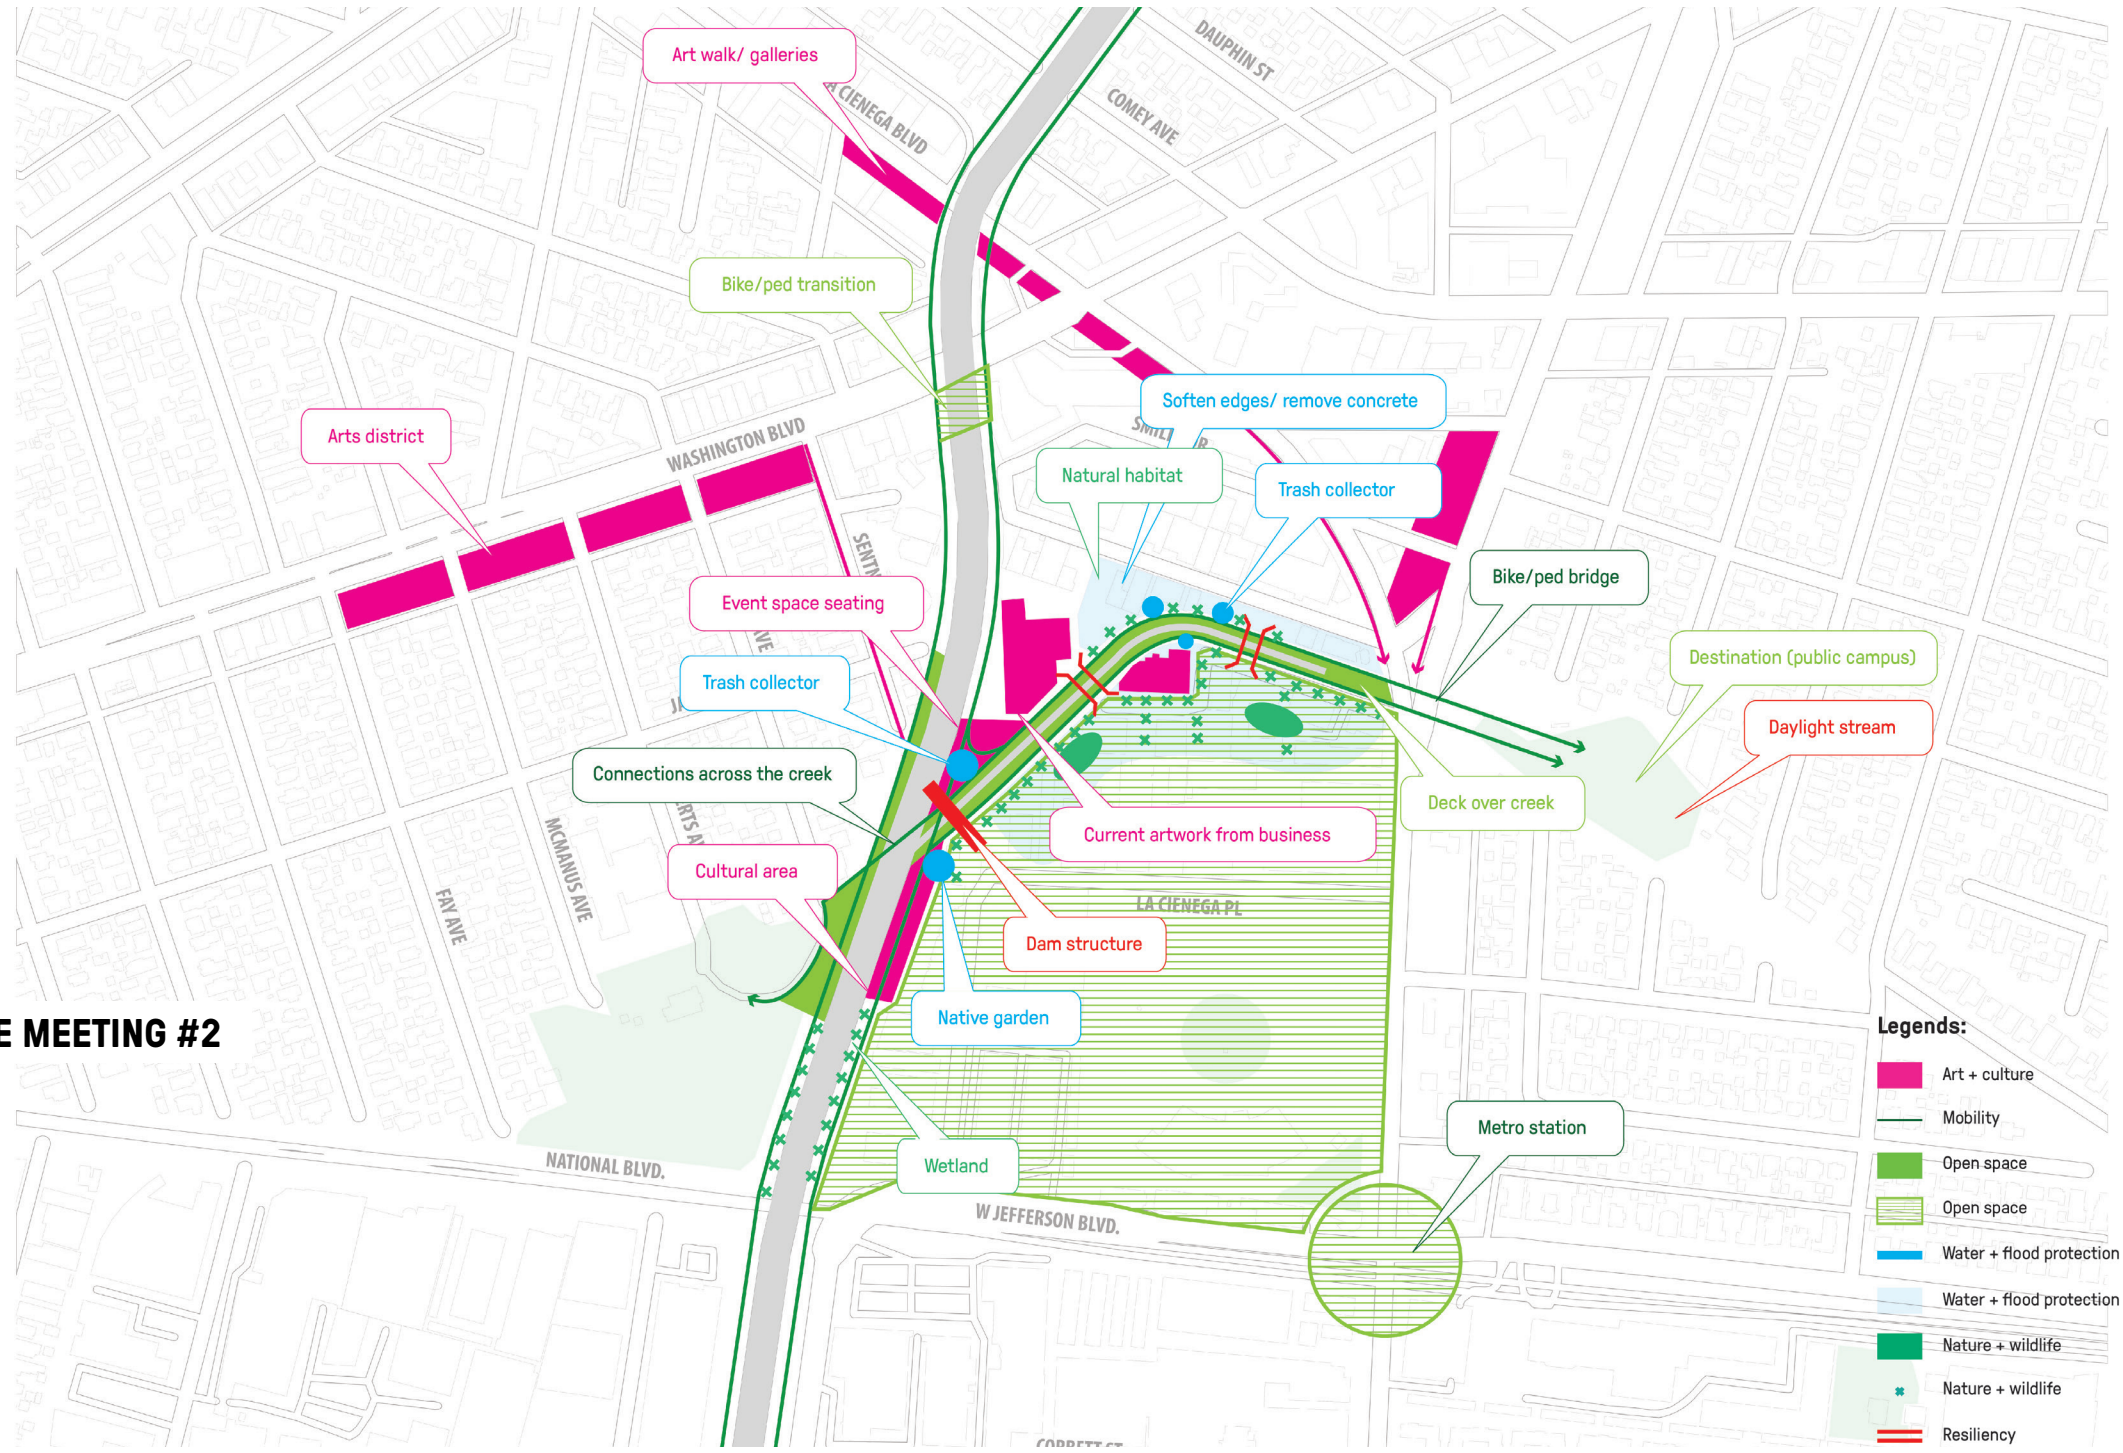 DAUPHIN ST
Art walk/ galleries
CIENEGA BLVD
COMEY AVE
Bike/ped transition
Soften edges/ remove concrete
Arts district
WASHINGTON BLVD
Natural habitat
Trash collector
Bike/ped bridge
Event space seating
Destination (public campus)
Trash collector
Daylight stream
Connections across the creek
Deck over creek
Current artwork from business
MCMANUS AVE
Cultural area
FAY AVE
LA CIENEGA PL
Dam structure
Native garden
E MEETING #2
Legends:
Art + culture
Mobility
Metro station
Open space
Wetland
NATIONAL BLVD.
Open space
W JEFFERSON BLVD.
Water + flood protection
Water + flood protection
Nature + wildlife
Nature + wildlife
Resiliency